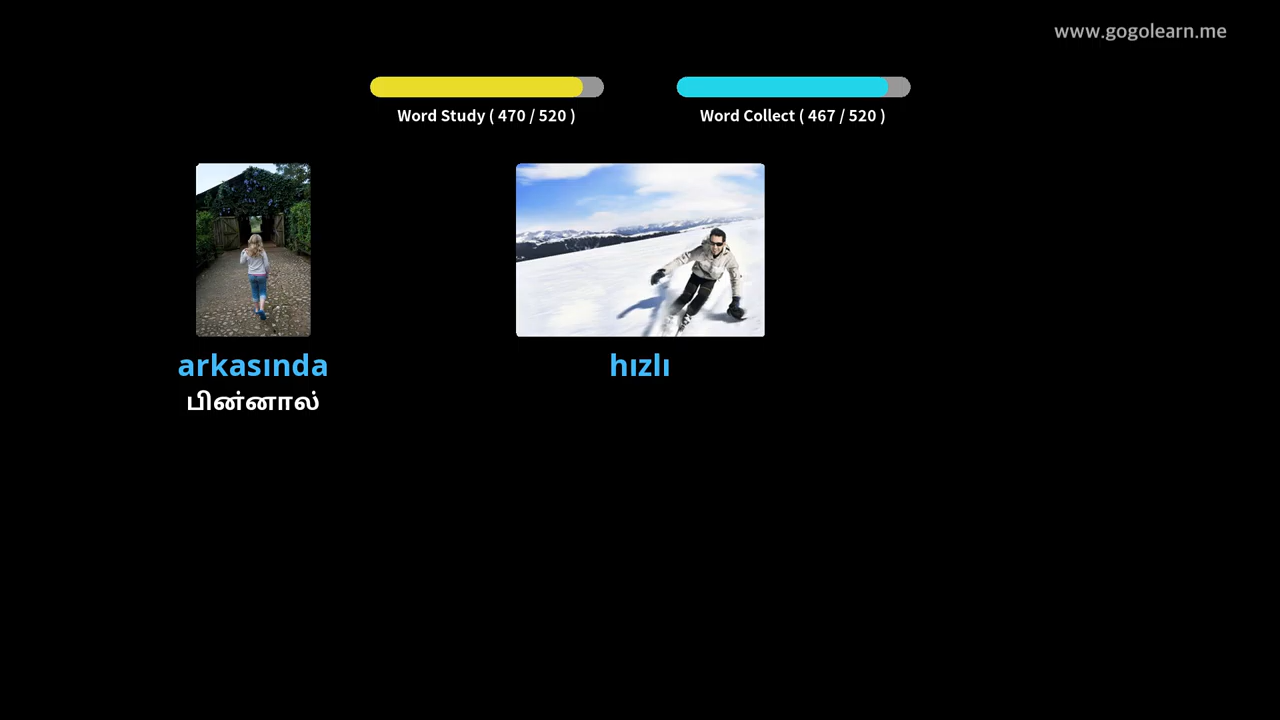 www.gogolearn.me
Word Study ( 470 / 520 )
Word Collect ( 467 / 520 )
arkasında
பின்னால்
hızlı